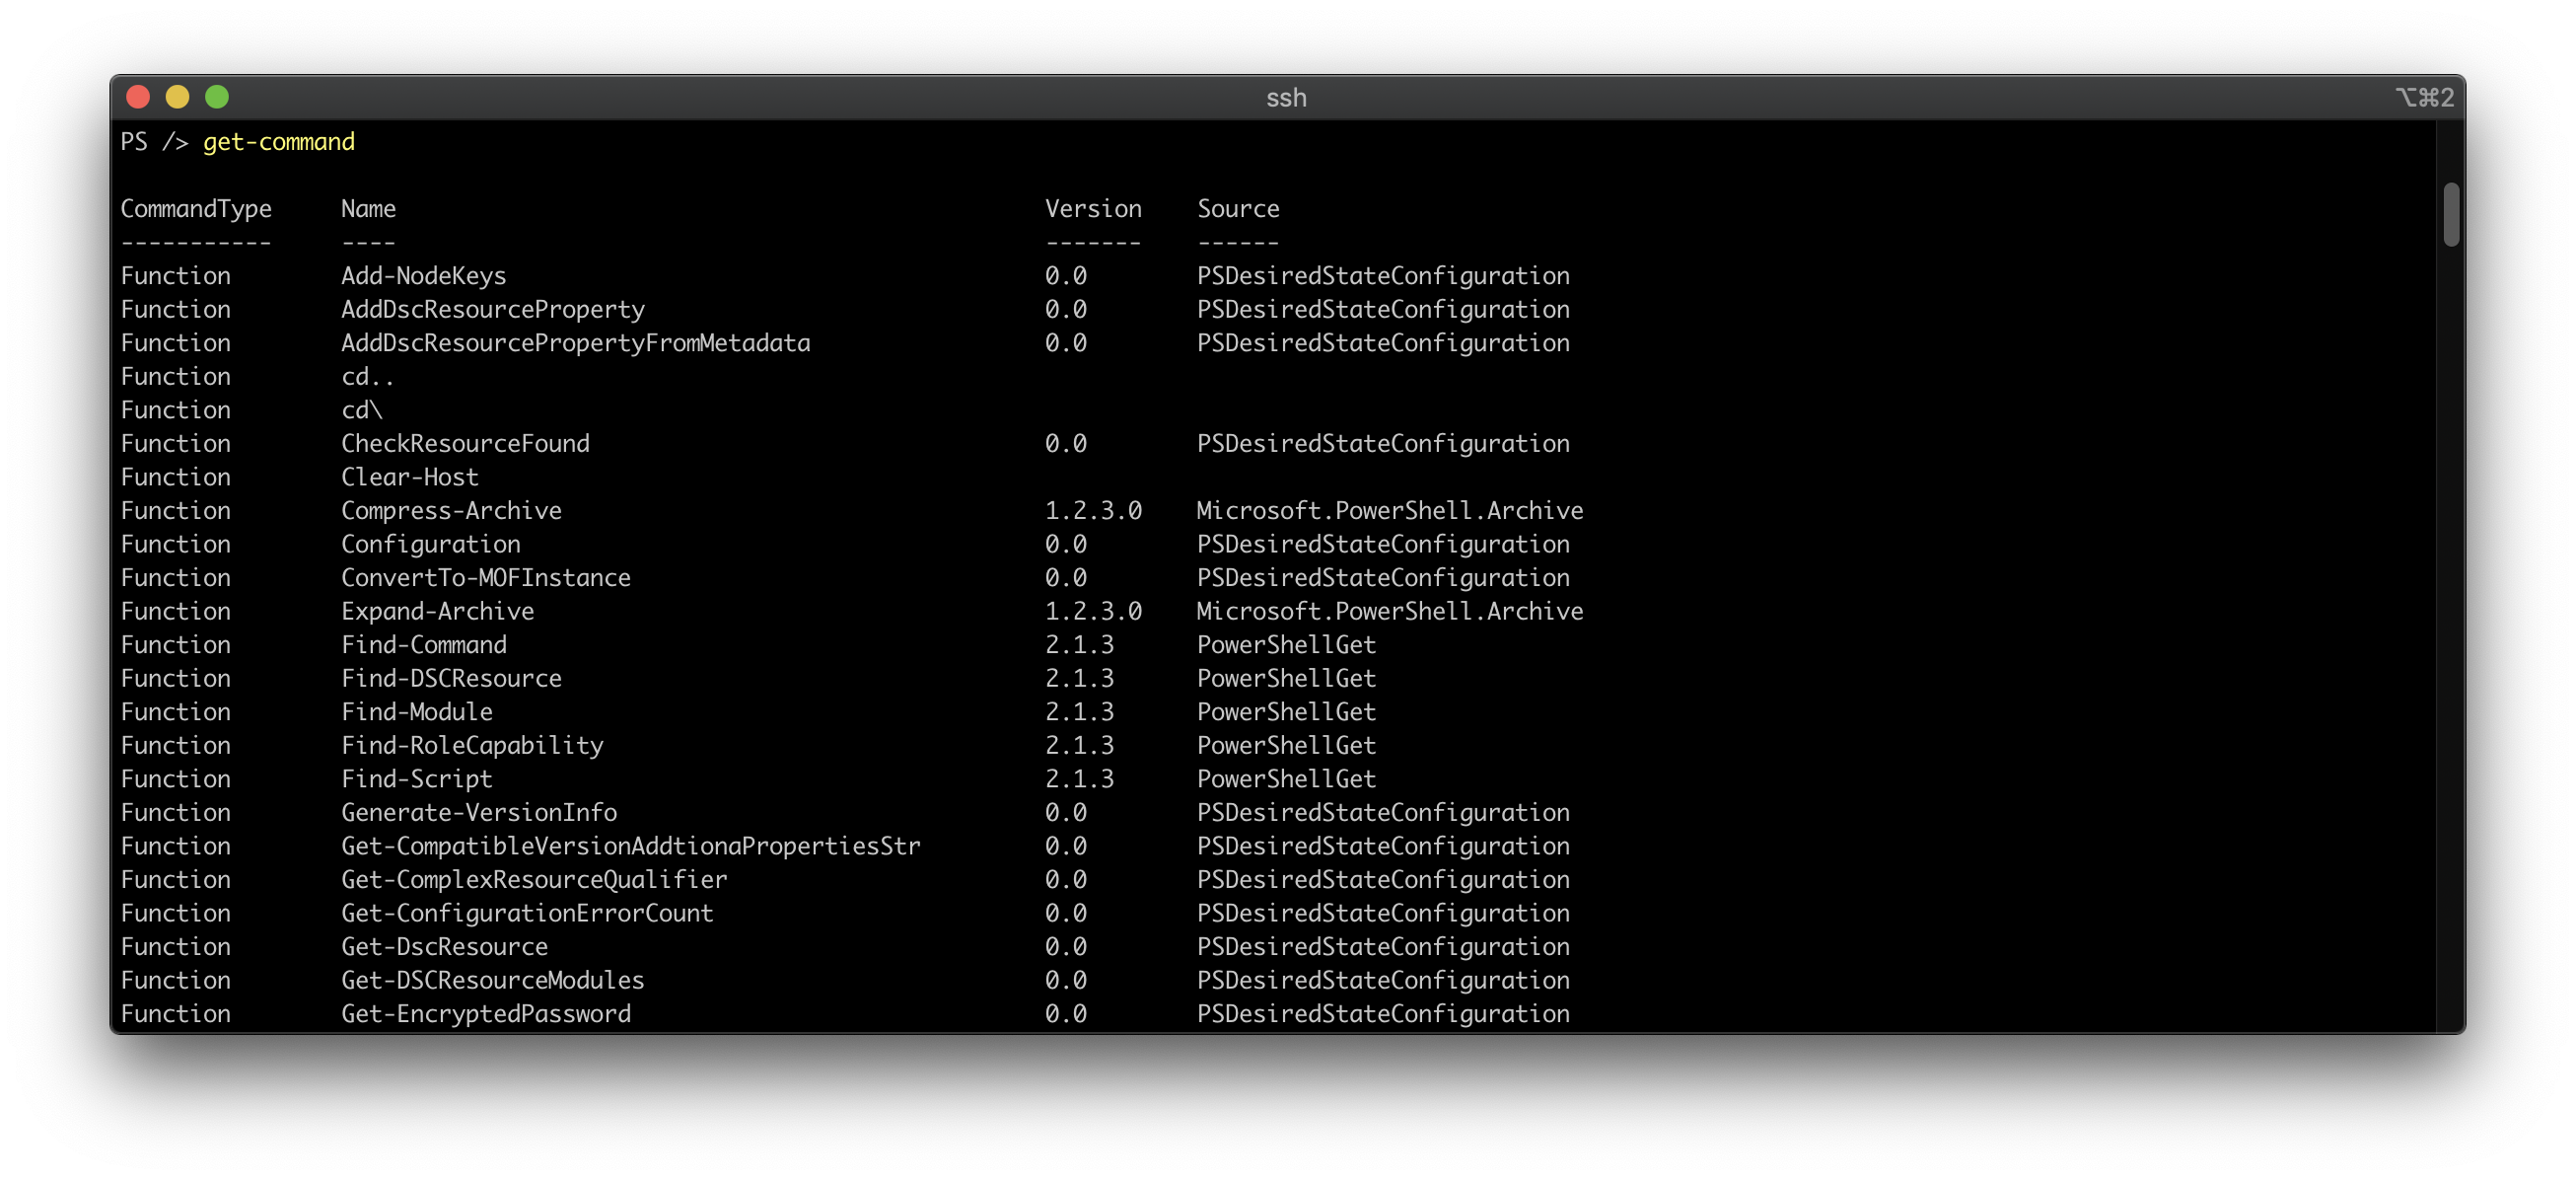 ssh ⌥⌘2
PS /> get-command
CommandType Name Version Source
----------- ---- ------- ------
Function Add-NodeKeys 0.0 PSDesiredStateConfiguration
Function AddDscResourceProperty 0.0 PSDesiredStateConfiguration
Function AddDscResourcePropertyFromMetadata 0.0 PSDesiredStateConfiguration
Function cd..
Function cd\
Function CheckResourceFound 0.0 PSDesiredStateConfiguration
Function Clear-Host
Function Compress-Archive 1.2.3.0 Microsoft.PowerShell.Archive
Function Configuration 0.0 PSDesiredStateConfiguration
Function ConvertTo-MOFInstance 0.0 PSDesiredStateConfiguration
Function Expand-Archive 1.2.3.0 Microsoft.PowerShell.Archive
Function Find-Command 2.1.3 PowerShellGet
Function Find-DSCResource 2.1.3 PowerShellGet
Function Find-Module 2.1.3 PowerShellGet
Function Find-RoleCapability 2.1.3 PowerShellGet
Function Find-Script 2.1.3 PowerShellGet
Function Generate-VersionInfo 0.0 PSDesiredStateConfiguration
Function Get-CompatibleVersionAddtionaPropertiesStr 0.0 PSDesiredStateConfiguration
Function Get-ComplexResourceQualifier 0.0 PSDesiredStateConfiguration
Function Get-ConfigurationErrorCount 0.0 PSDesiredStateConfiguration
Function Get-DscResource 0.0 PSDesiredStateConfiguration
Function Get-DSCResourceModules 0.0 PSDesiredStateConfiguration
Function Get-EncryptedPassword 0.0 PSDesiredStateConfiguration